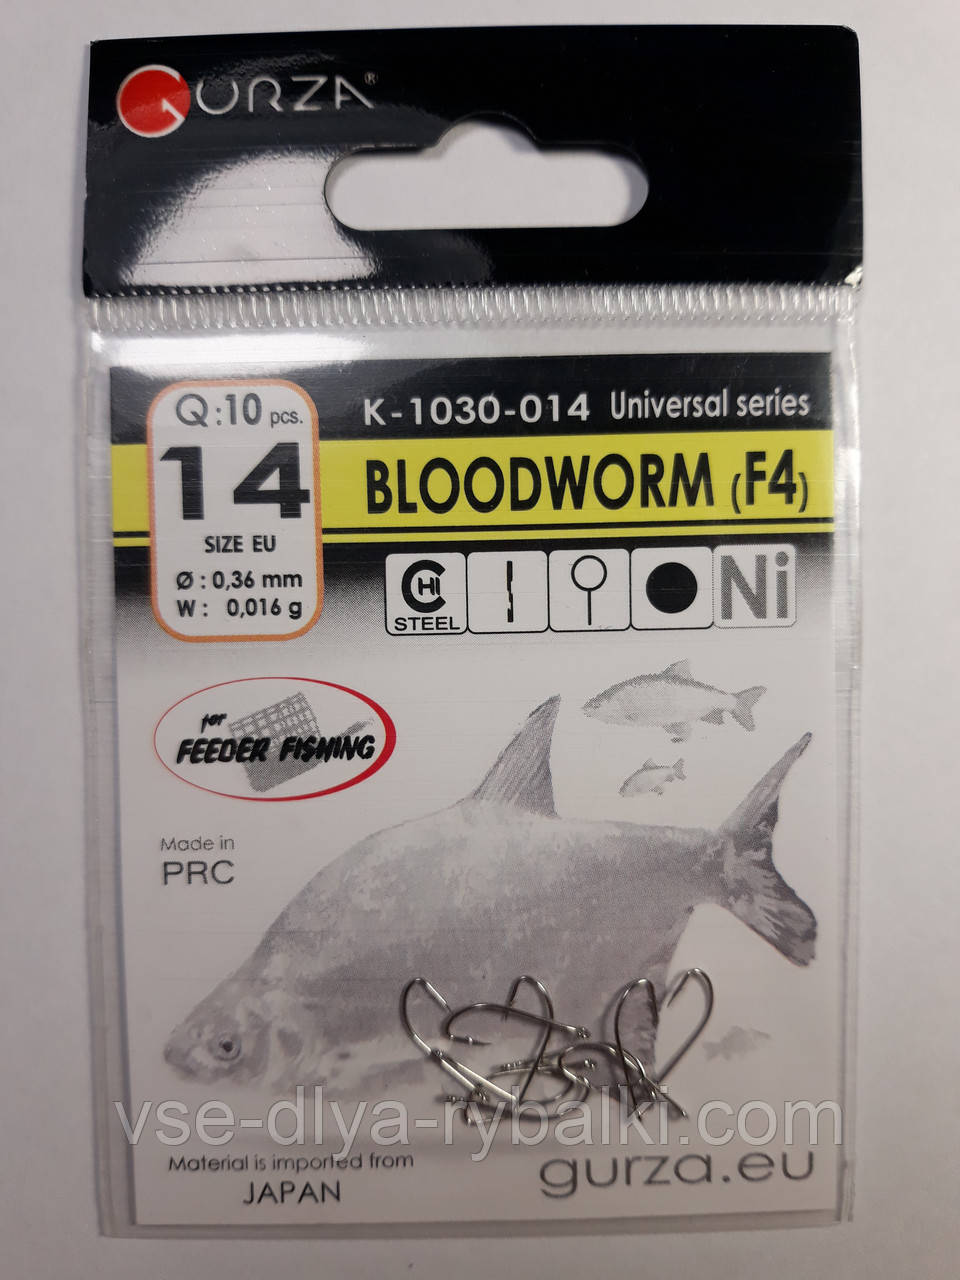 GURZA®
Q:10 pcs.
14
SIZE EU
Ø : 0,36 mm
W : 0,016 g
K-1030-014 Universal series
BLOODWORM (F4)
C HI
STEEL
Ni
for
FEEDER FISHING
Made in
PRC
vse-dlya-rybalki.com
Material is imported from
JAPAN
gurza.eu